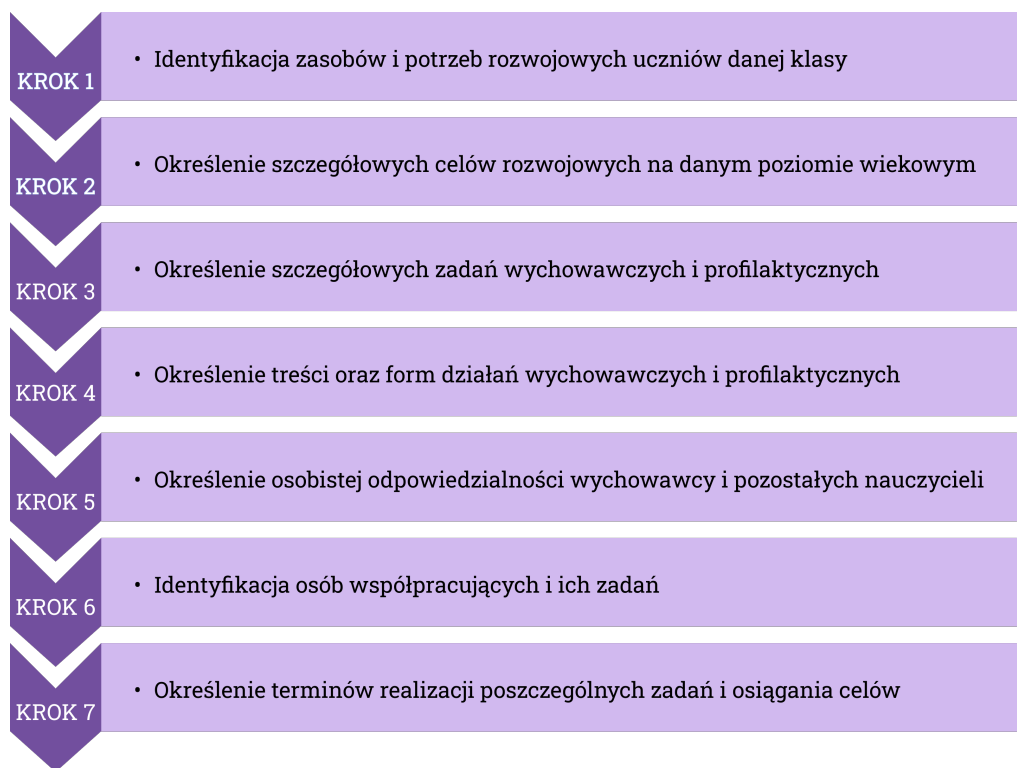 KROK 1
• Identyfikacja zasobów i potrzeb rozwojowych uczniów danej klasy
KROK 2
• Określenie szczegółowych celów rozwojowych na danym poziomie wiekowym
KROK 3
• Określenie szczegółowych zadań wychowawczych i profilaktycznych
KROK 4
• Określenie treści oraz form działań wychowawczych i profilaktycznych
KROK 5
• Określenie osobistej odpowiedzialności wychowawcy i pozostałych nauczycieli
KROK 6
• Identyfikacja osób współpracujących i ich zadań
KROK 7
• Określenie terminów realizacji poszczególnych zadań i osiągania celów